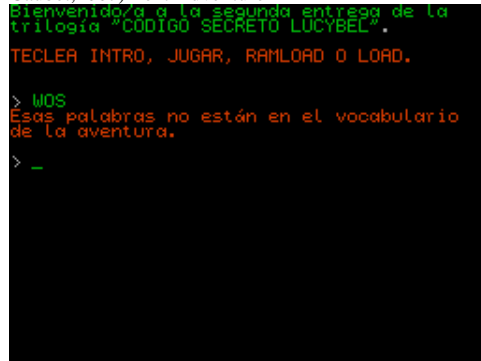 Bienvenido/a a la segunda entrega de la
trilogía "CÓDIGO SECRETO LUCYBEL".
TECLEA INTRO, JUGAR, RAMLOAD O LOAD.
> WOS
Esas palabras no están en el vocabulario
de la aventura.
> _